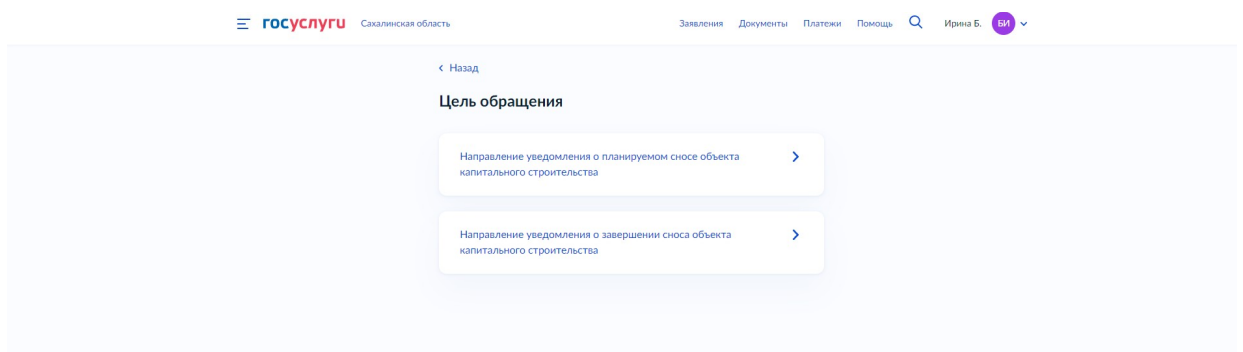 госуслуги Сахалинская область Заявления Документы Платежи Помощь Ирина Б. БИ
Назад
Цель обращения
Направление уведомления о планируемом сносе объекта
капитального строительства
Направление уведомления о завершении сноса объекта
капитального строительства